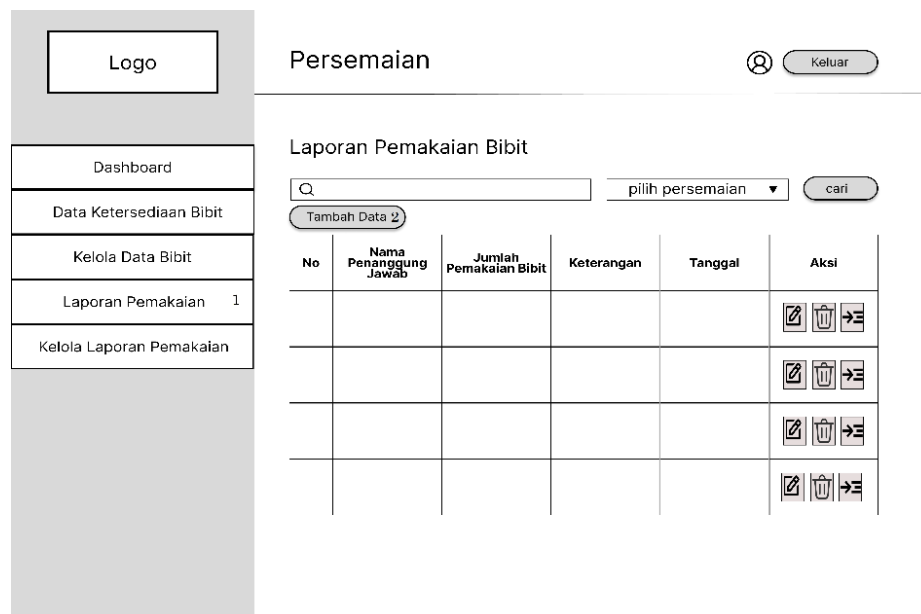 Logo
Persemaian
Keluar
Dashboard
Data Ketersediaan Bibit
Kelola Data Bibit
Laporan Pemakaian 1
Kelola Laporan Pemakaian
Laporan Pemakaian Bibit
pilih persemaian
cari
Tambah Data 2
No
Nama
Penanggung
Jawab
Jumlah
Pemakaian Bibit
Keterangan
Tanggal
Aksi